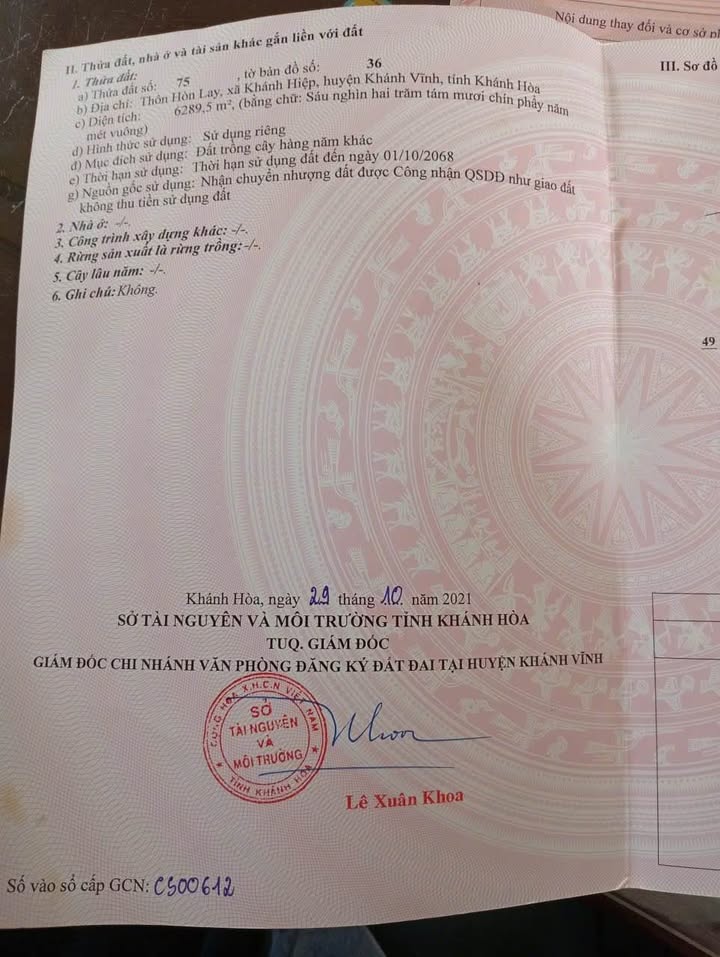 Nội dung thay đổi và cơ sở
II. Thửa đất, nhà ở và tài sản khác gắn liền với đất
1. Thửa đất:
a) Thửa đất số: 75 , tờ bản đồ số: 36
b) Địa chỉ: Thôn Hòn Lay, xã Khánh Hiệp, huyện Khánh Vĩnh, tỉnh Khánh Hòa
c) Diện tích: 6289,5 m², (bằng chữ: Sáu nghìn hai trăm tám mươi chín phẩy năm
mét vuông)
d) Hình thức sử dụng: Sử dụng riêng
đ) Mục đích sử dụng: Đất trồng cây hàng năm khác
e) Thời hạn sử dụng: Thời hạn sử dụng đất đến ngày 01/10/2068
g) Nguồn gốc sử dụng: Nhận chuyển nhượng đất được Công nhận QSDĐ như giao đất
không thu tiền sử dụng đất
2. Nhà ở: -/-.
3. Công trình xây dựng khác: -/-.
4. Rừng sản xuất là rừng trồng: -/-.
5. Cây lâu năm: -/-.
6. Ghi chú: Không.
III. Sơ đồ
49
Khánh Hòa, ngày 29 tháng 10. năm 2021
SỞ TÀI NGUYÊN VÀ MÔI TRƯỜNG TỈNH KHÁNH HÒA
TUQ. GIÁM ĐỐC
GIÁM ĐỐC CHI NHÁNH VĂN PHÒNG ĐĂNG KÝ ĐẤT ĐAI TẠI HUYỆN KHÁNH VĨNH
CỘNG HÒA X.H.C.N VIỆT NAM
SỞ
TÀI NGUYÊN
VÀ
MÔI TRƯỜNG
TỈNH KHÁNH HÒA
Khoa
Lê Xuân Khoa
Số vào sổ cấp GCN: CS00612